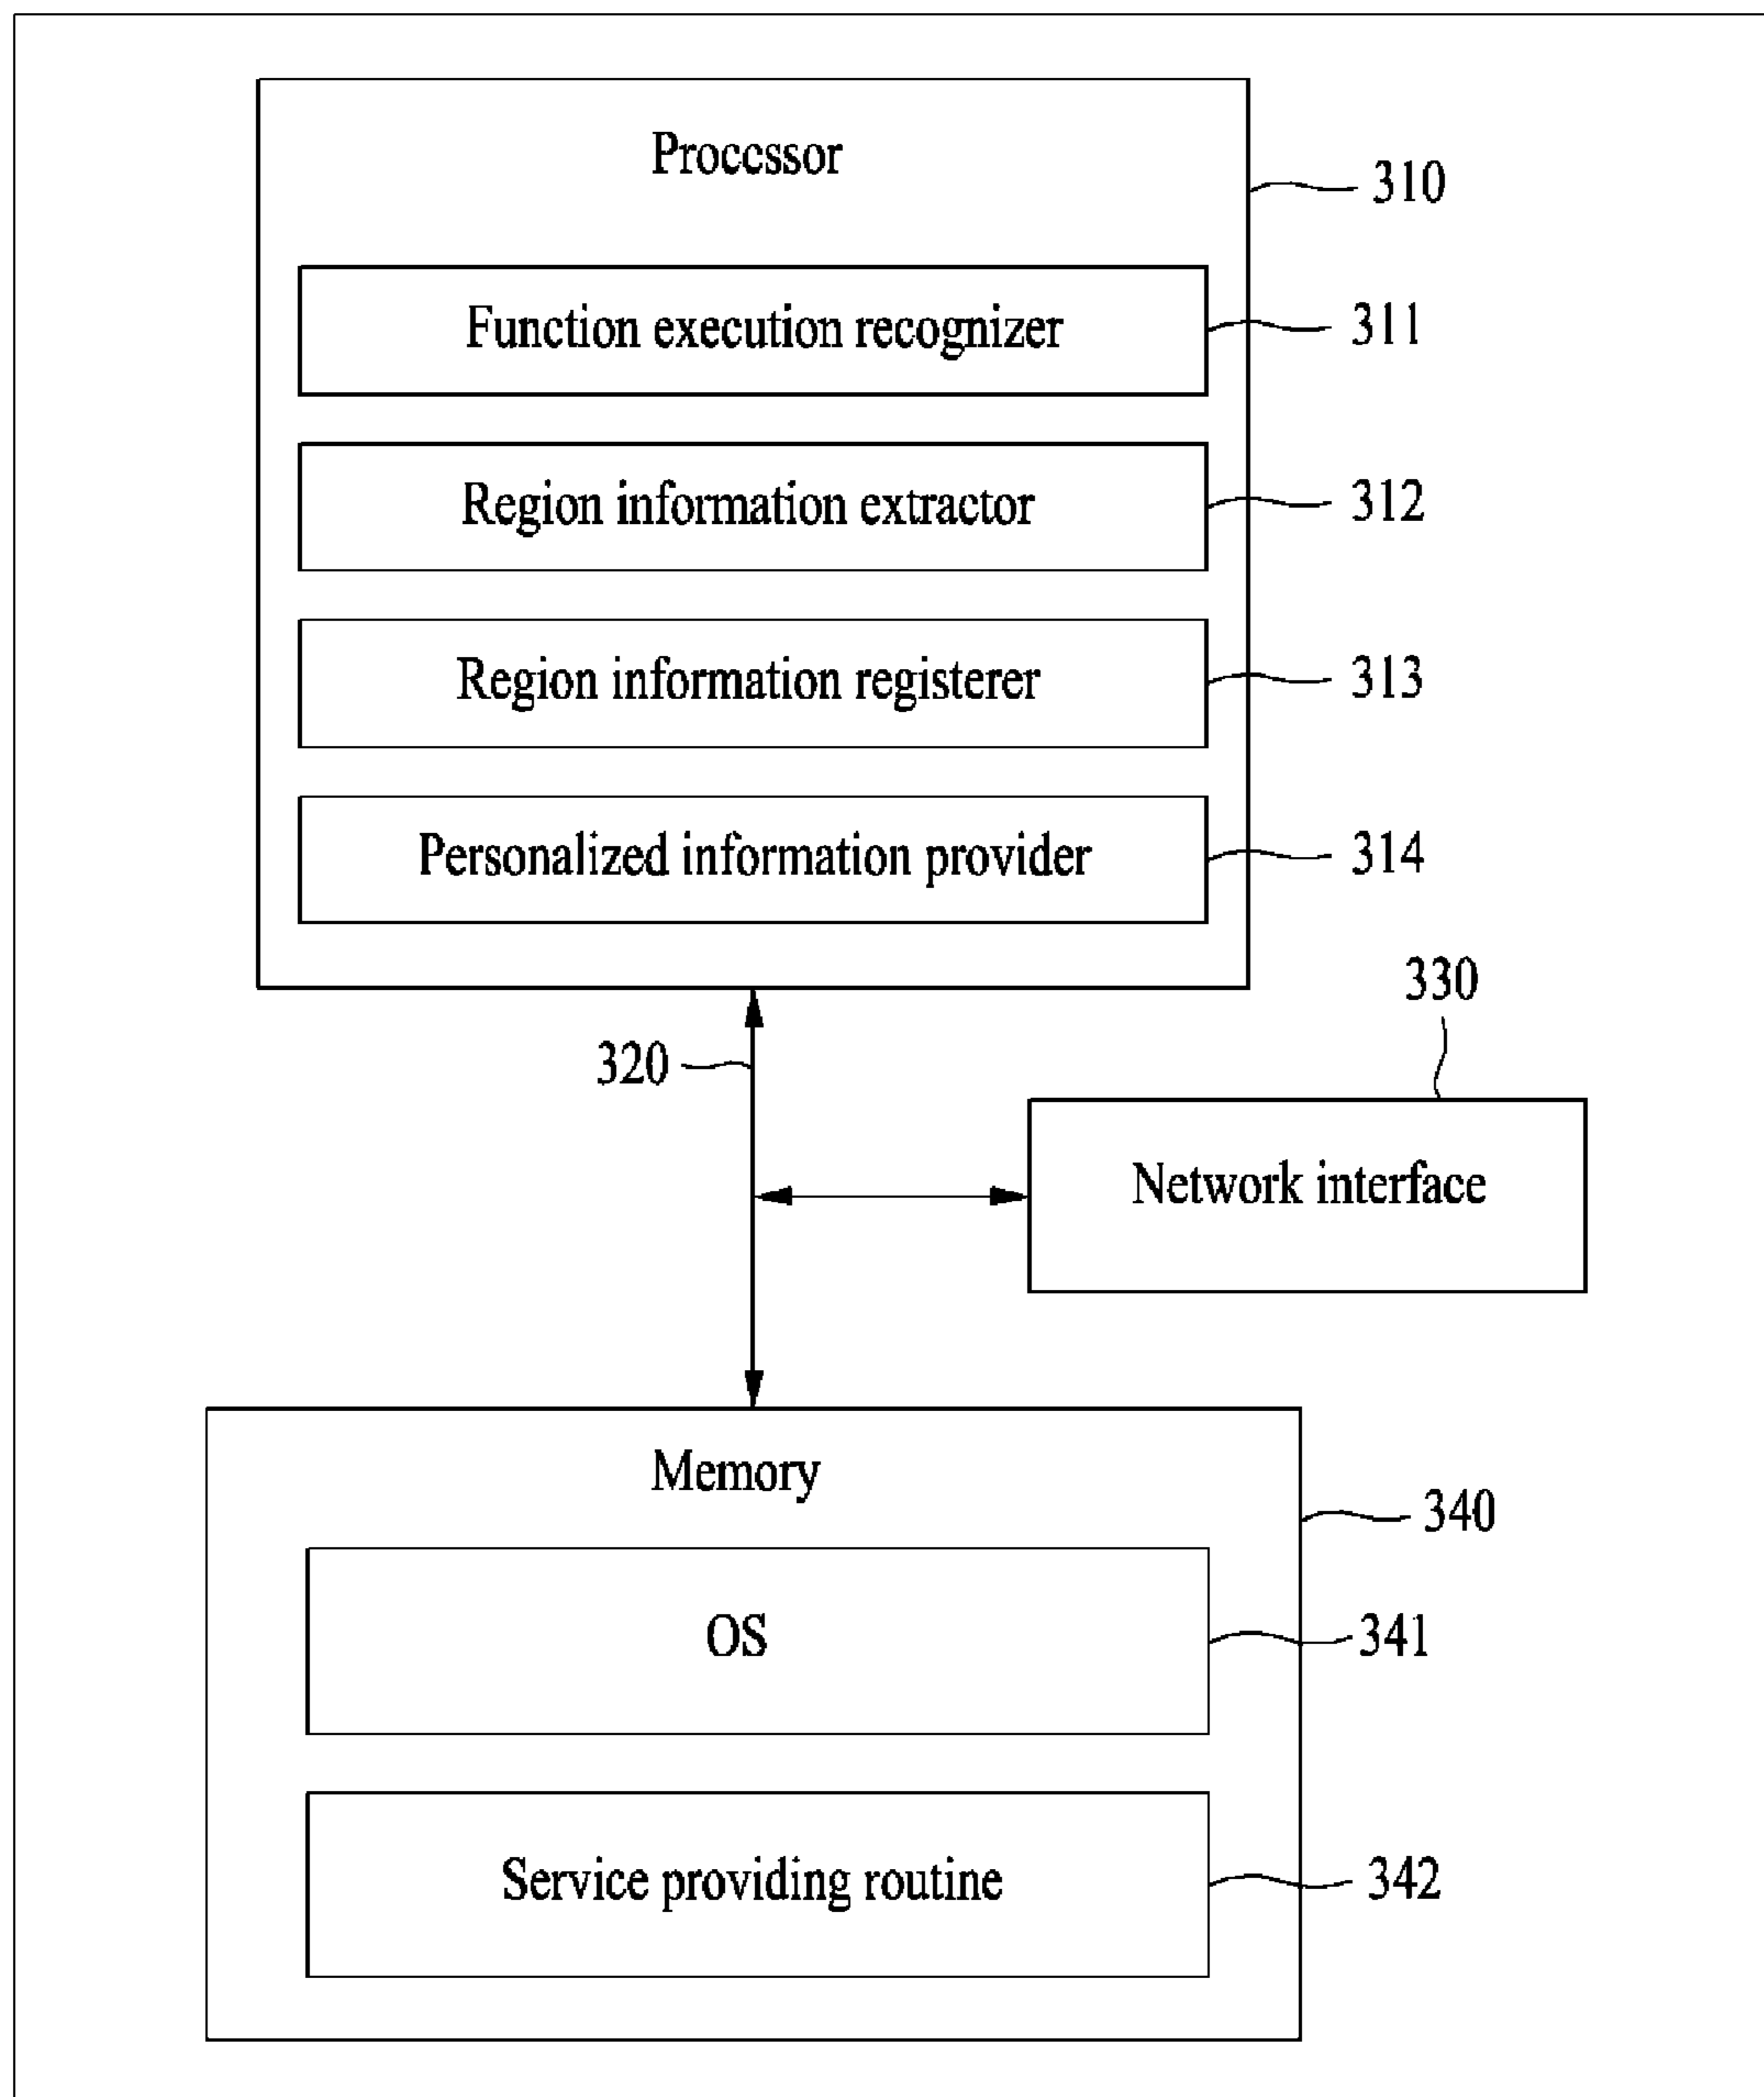 Processor
310
Function execution recognizer
311
Region information extractor
312
Region information registerer
313
Personalized information provider
314
330
320
Network interface
Memory
340
OS
341
Service providing routine
342